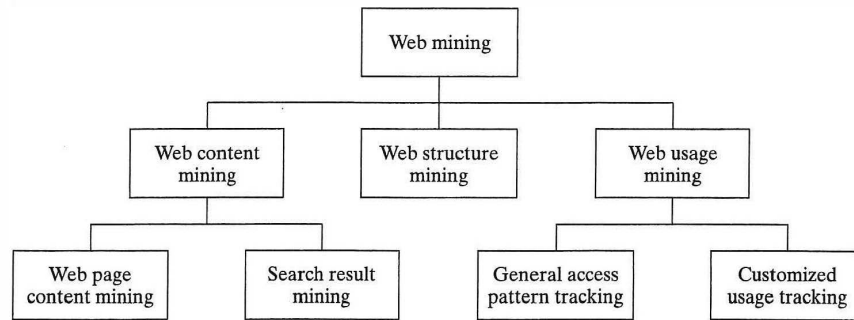 Web mining
Web content
mining
Web structure
mining
Web usage
mining
Web page
content mining
Search result
mining
General access
pattern tracking
Customized
usage tracking